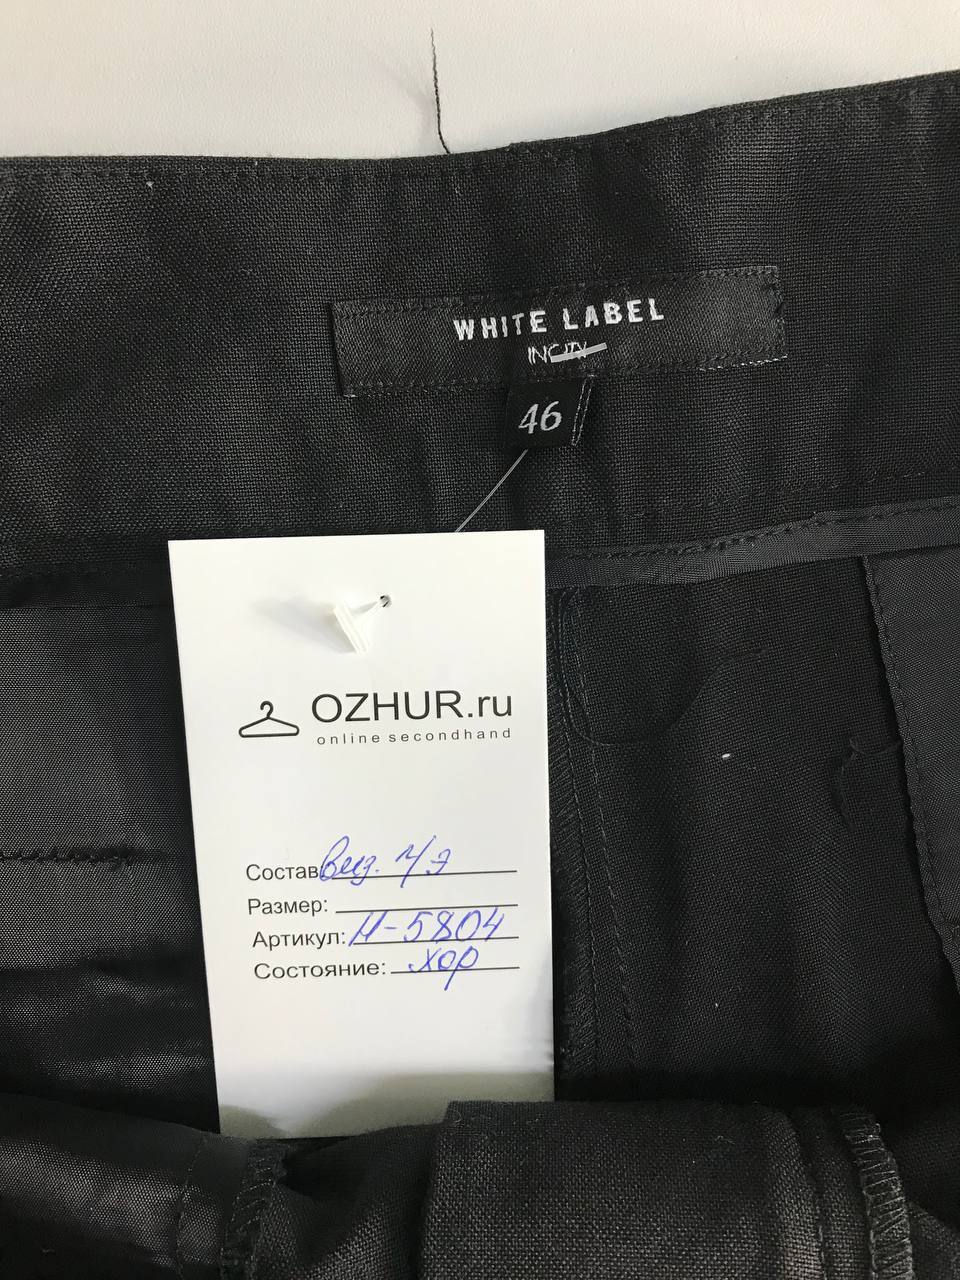 WHITE LABEL
INCITY
46
OZHUR.ru
online secondhand
Состав Виз. П/Э
Размер:
Артикул: Н-5804
Состояние: хор